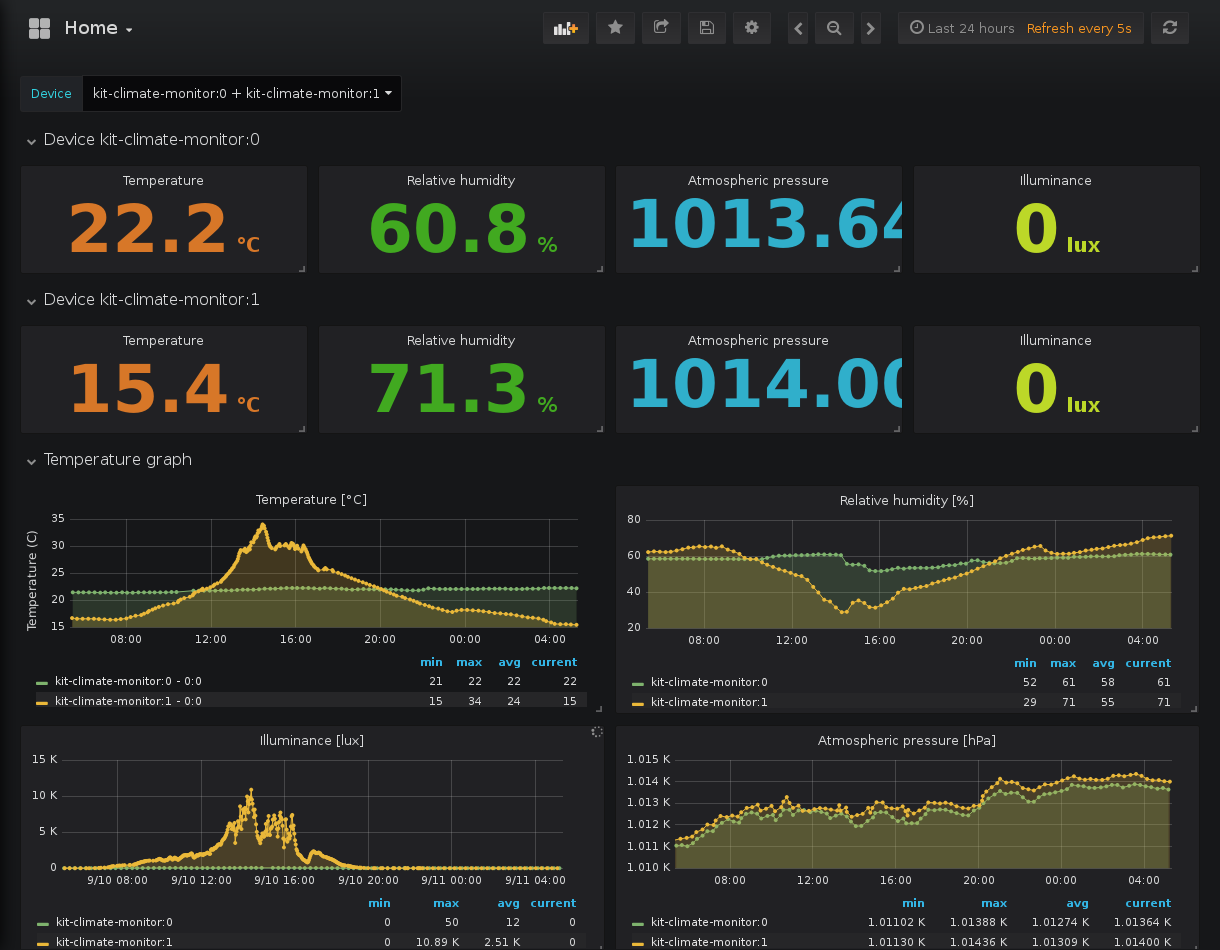 Home
Last 24 hours Refresh every 5s
Device kit-climate-monitor:0 + kit-climate-monitor:1
Device kit-climate-monitor:0
Temperature Relative humidity Atmospheric pressure Illuminance
22.2 °C 60.8 % 1013.64 0 lux
Device kit-climate-monitor:1
Temperature Relative humidity Atmospheric pressure Illuminance
15.4 °C 71.3 % 1014.00 0 lux
Temperature graph
Temperature [°C]
Temperature (C)
35
30
25
20
15
08:00 12:00 16:00 20:00 00:00 04:00
min max avg current
kit-climate-monitor:0 - 0:0 21 22 22 22
kit-climate-monitor:1 - 0:0 15 34 24 15
Relative humidity [%]
80
60
40
20
08:00 12:00 16:00 20:00 00:00 04:00
min max avg current
kit-climate-monitor:0 52 61 58 61
kit-climate-monitor:1 29 71 55 71
Illuminance [lux]
15 K
10 K
5 K
0
9/10 08:00 9/10 12:00 9/10 16:00 9/10 20:00 9/11 00:00 9/11 04:00
min max avg current
kit-climate-monitor:0 0 50 12 0
kit-climate-monitor:1 0 10.89 K 2.51 K 0
Atmospheric pressure [hPa]
1.015 K
1.014 K
1.013 K
1.012 K
1.011 K
1.010 K
08:00 12:00 16:00 20:00 00:00 04:00
min max avg current
kit-climate-monitor:0 1.01102 K 1.01388 K 1.01274 K 1.01364 K
kit-climate-monitor:1 1.01130 K 1.01436 K 1.01309 K 1.01400 K